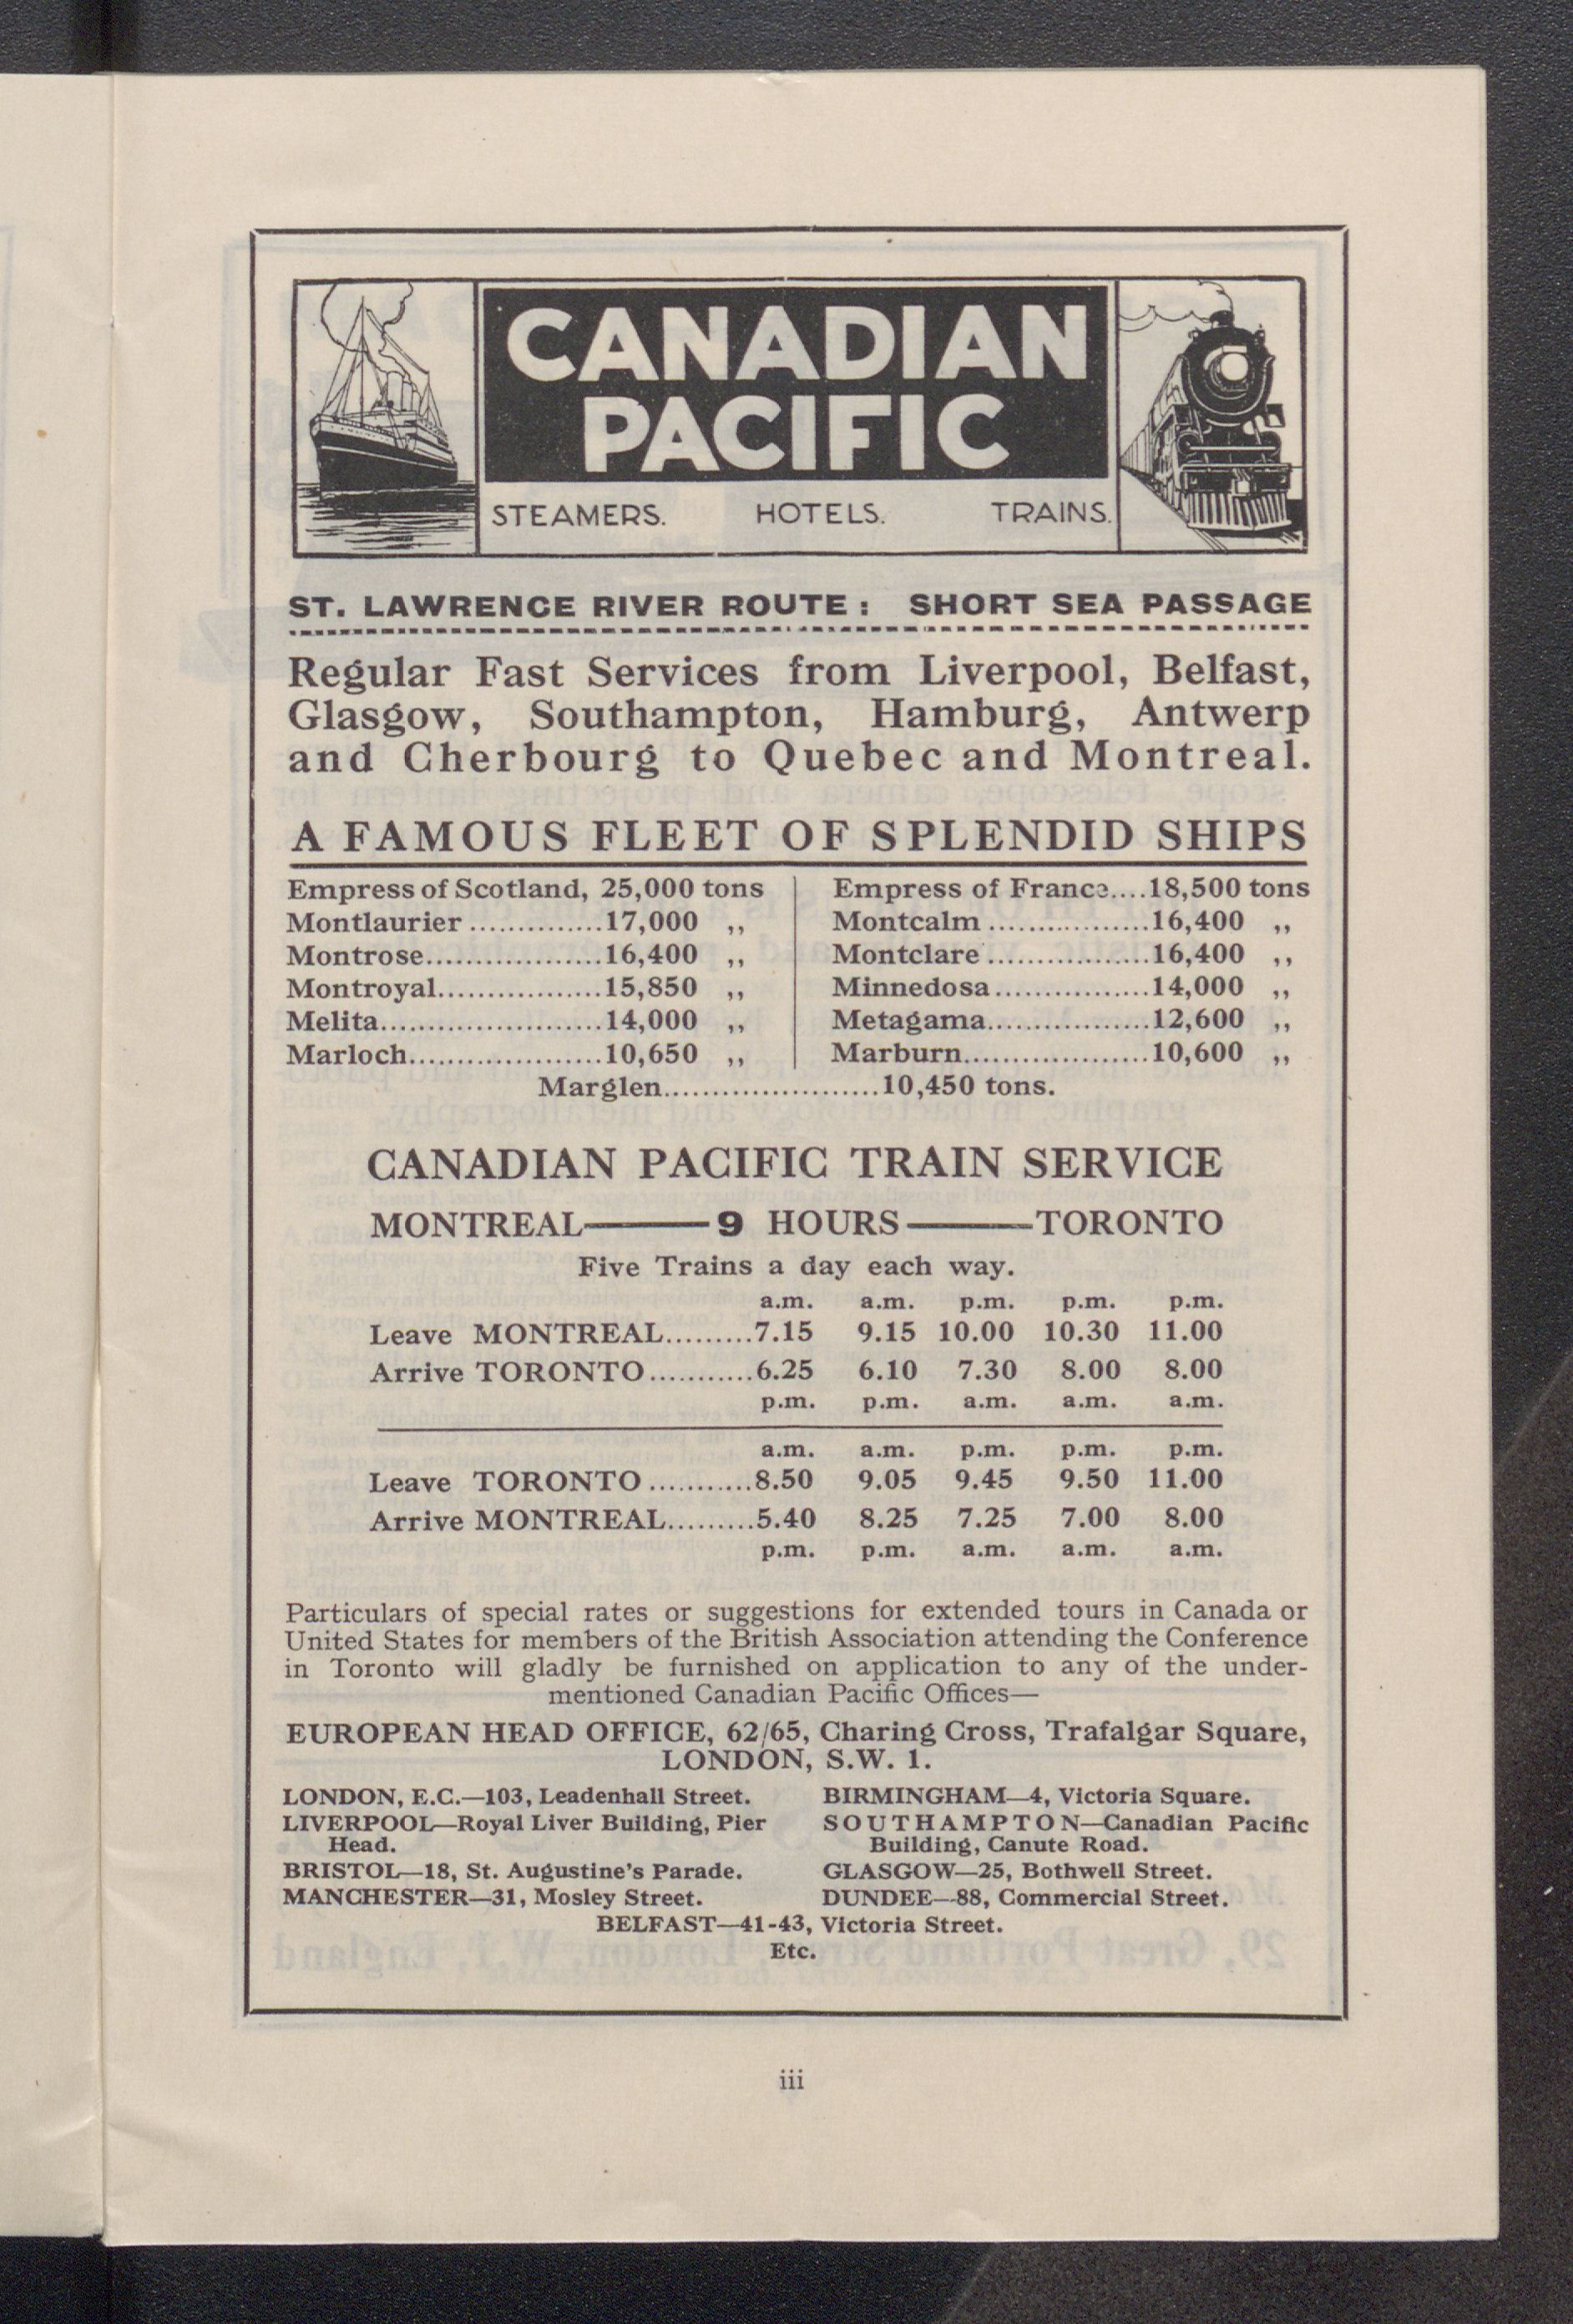 CANADIAN
PACIFIC
STEAMERS. HOTELS. TRAINS.
ST. LAWRENCE RIVER ROUTE: SHORT SEA PASSAGE
Regular Fast Services from Liverpool, Belfast,
Glasgow, Southampton, Hamburg, Antwerp
and Cherbourg to Quebec and Montreal.
A FAMOUS FLEET OF SPLENDID SHIPS
Empress of Scotland, 25,000 tons
Montlaurier..............17,000 ,,
Montrose..................16,400 ,,
Montroyal.................15,850 ,,
Melita.......................14,000 ,,
Marloch....................10,650 ,,
Empress of France....18,500 tons
Montcalm.................16,400 ,,
Montclare.................16,400 ,,
Minnedosa................14,000 ,,
Metagama.................12,600 ,,
Marburn...................10,600 ,,
Marglen......................10,450 tons.
CANADIAN PACIFIC TRAIN SERVICE
MONTREAL———9 HOURS———TORONTO
Five Trains a day each way.
a.m. a.m. p.m. p.m. p.m.
Leave MONTREAL.........7.15 9.15 10.00 10.30 11.00
Arrive TORONTO...........6.25 6.10 7.30 8.00 8.00
p.m. p.m. a.m. a.m. a.m.
a.m. a.m. p.m. p.m. p.m.
Leave TORONTO...........8.50 9.05 9.45 9.50 11.00
Arrive MONTREAL.........5.40 8.25 7.25 7.00 8.00
p.m. p.m. a.m. a.m. a.m.
Particulars of special rates or suggestions for extended tours in Canada or
United States for members of the British Association attending the Conference
in Toronto will gladly be furnished on application to any of the under-
mentioned Canadian Pacific Offices—
EUROPEAN HEAD OFFICE, 62/65, Charing Cross, Trafalgar Square,
LONDON, S.W. 1.
LONDON, E.C.—103, Leadenhall Street.
LIVERPOOL—Royal Liver Building, Pier
Head.
BRISTOL—18, St. Augustine's Parade.
MANCHESTER—31, Mosley Street.
BIRMINGHAM—4, Victoria Square.
SOUTHAMPTON—Canadian Pacific
Building, Canute Road.
GLASGOW—25, Bothwell Street.
DUNDEE—88, Commercial Street.
BELFAST—41-43, Victoria Street.
Etc.
iii